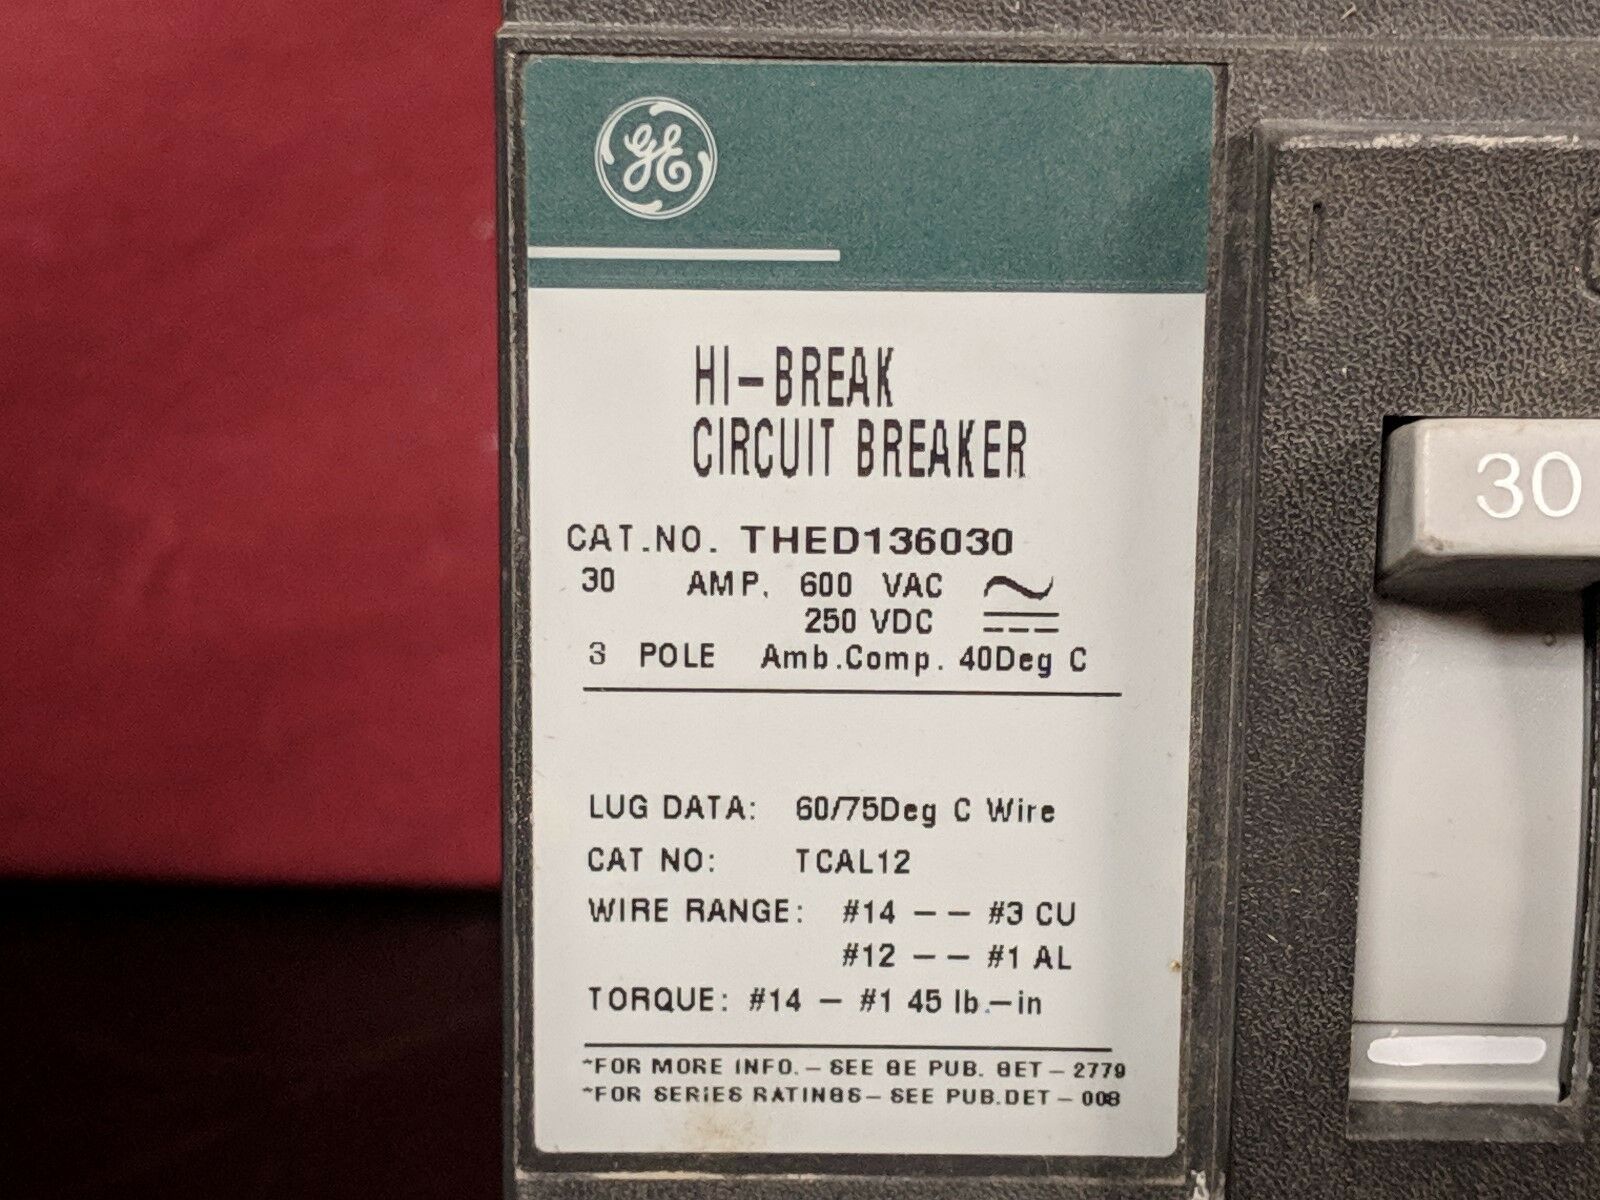 GE
HI-BREAK
CIRCUIT BREAKER
CAT.NO. THED136030
30 AMP. 600 VAC
250 VDC
3 POLE Amb.Comp. 40Deg C
LUG DATA: 60/75Deg C Wire
CAT NO: TCAL12
WIRE RANGE: #14 -- #3 CU
#12 -- #1 AL
TORQUE: #14 - #1 45 lb.-in
*FOR MORE INFO.- SEE GE PUB. GET - 2779
*FOR SERIES RATINGS- SEE PUB.DET - 008
30